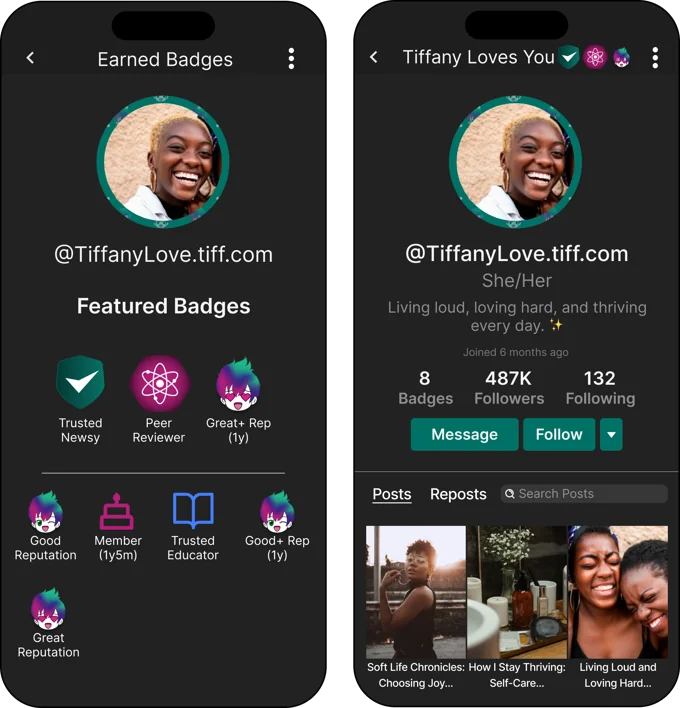 Earned Badges
@TiffanyLove.tiff.com
Featured Badges
Trusted
Newsy
Peer
Reviewer
Great+ Rep
(1y)
Good
Reputation
Member
(1y5m)
Trusted
Educator
Good+ Rep
(1y)
Great
Reputation
Tiffany Loves You
@TiffanyLove.tiff.com
She/Her
Living loud, loving hard, and thriving
every day. ✨
Joined 6 months ago
8
Badges
487K
Followers
132
Following
Message
Follow
Posts
Reposts
Search Posts
Soft Life Chronicles:
Choosing Joy...
How I Stay Thriving:
Self-Care...
Living Loud and
Loving Hard...